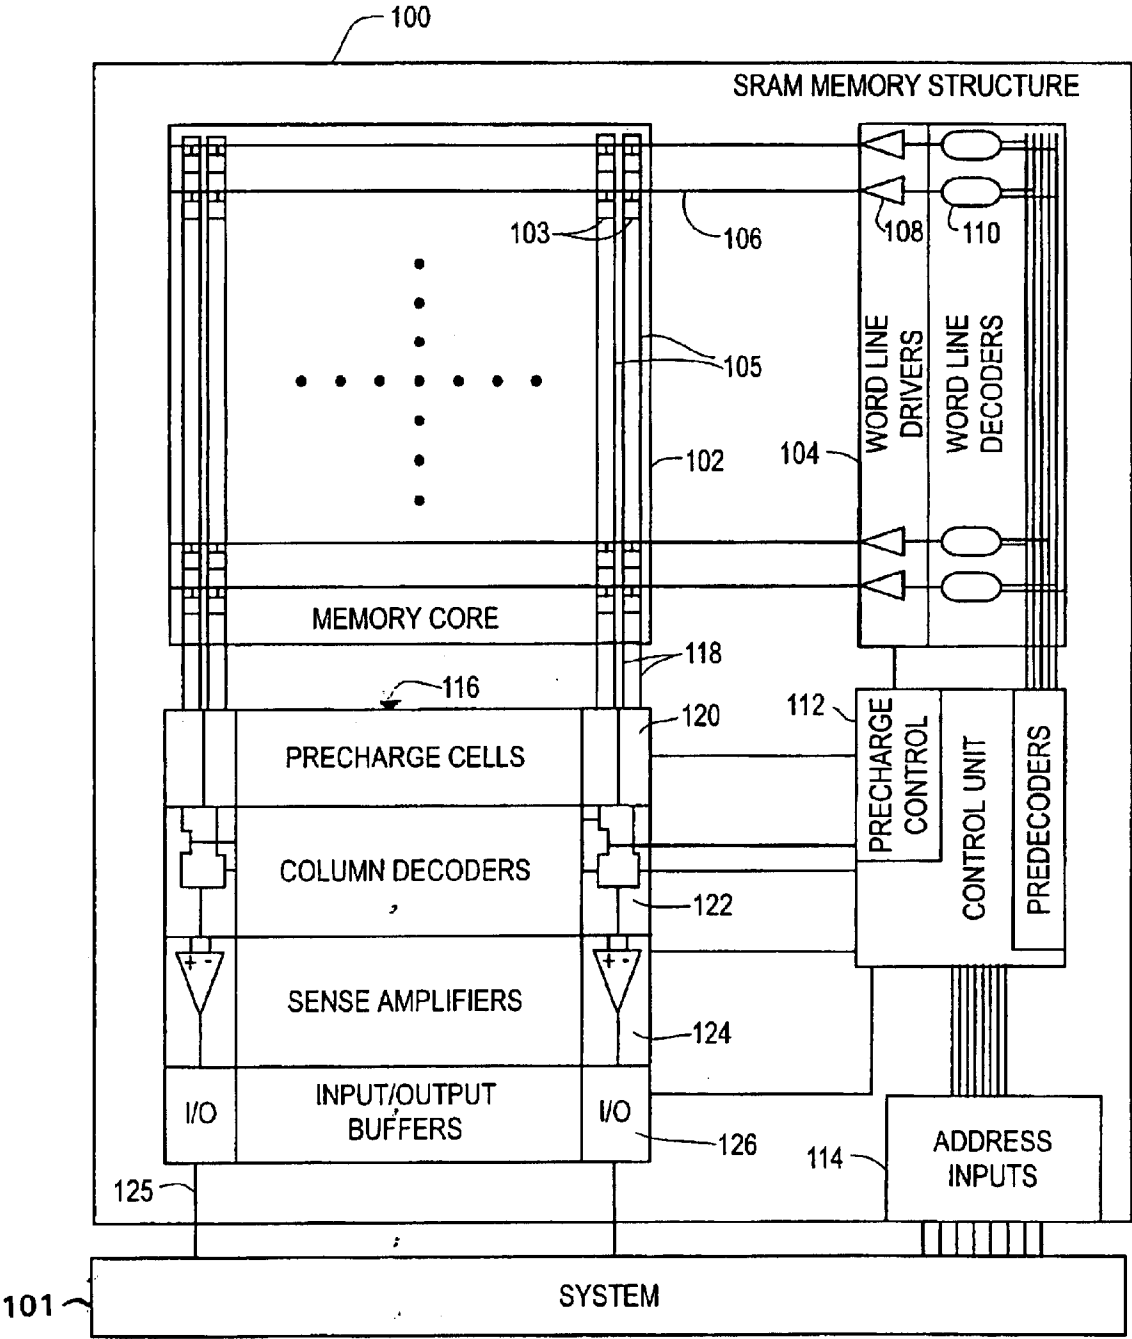 100
SRAM MEMORY STRUCTURE
103
106
108
110
105
WORD LINE
DRIVERS
WORD LINE
DECODERS
102
104
MEMORY CORE
118
116
120
112
PRECHARGE CELLS
PRECHARGE
CONTROL
CONTROL UNIT
PREDECODERS
COLUMN DECODERS
122
+ -
+ -
SENSE AMPLIFIERS
124
I/O
INPUT/OUTPUT
BUFFERS
I/O
126
114
ADDRESS
INPUTS
125
101
SYSTEM